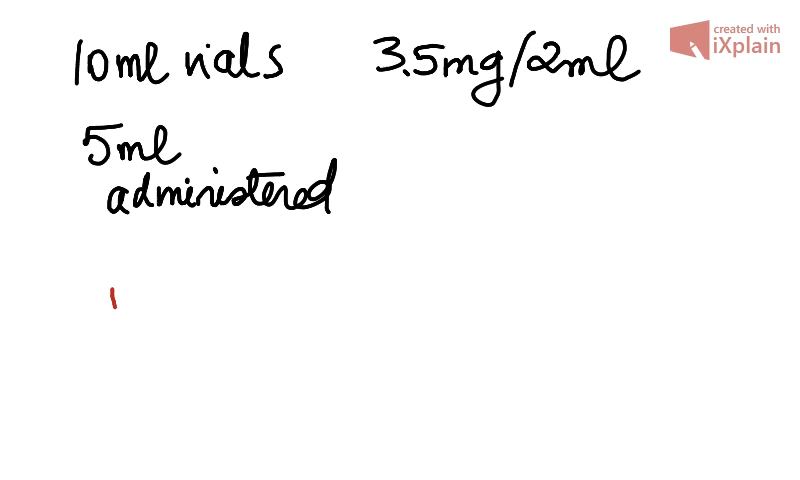 10ml vials 3.5mg/2ml
5ml
administered
created with
iXplain